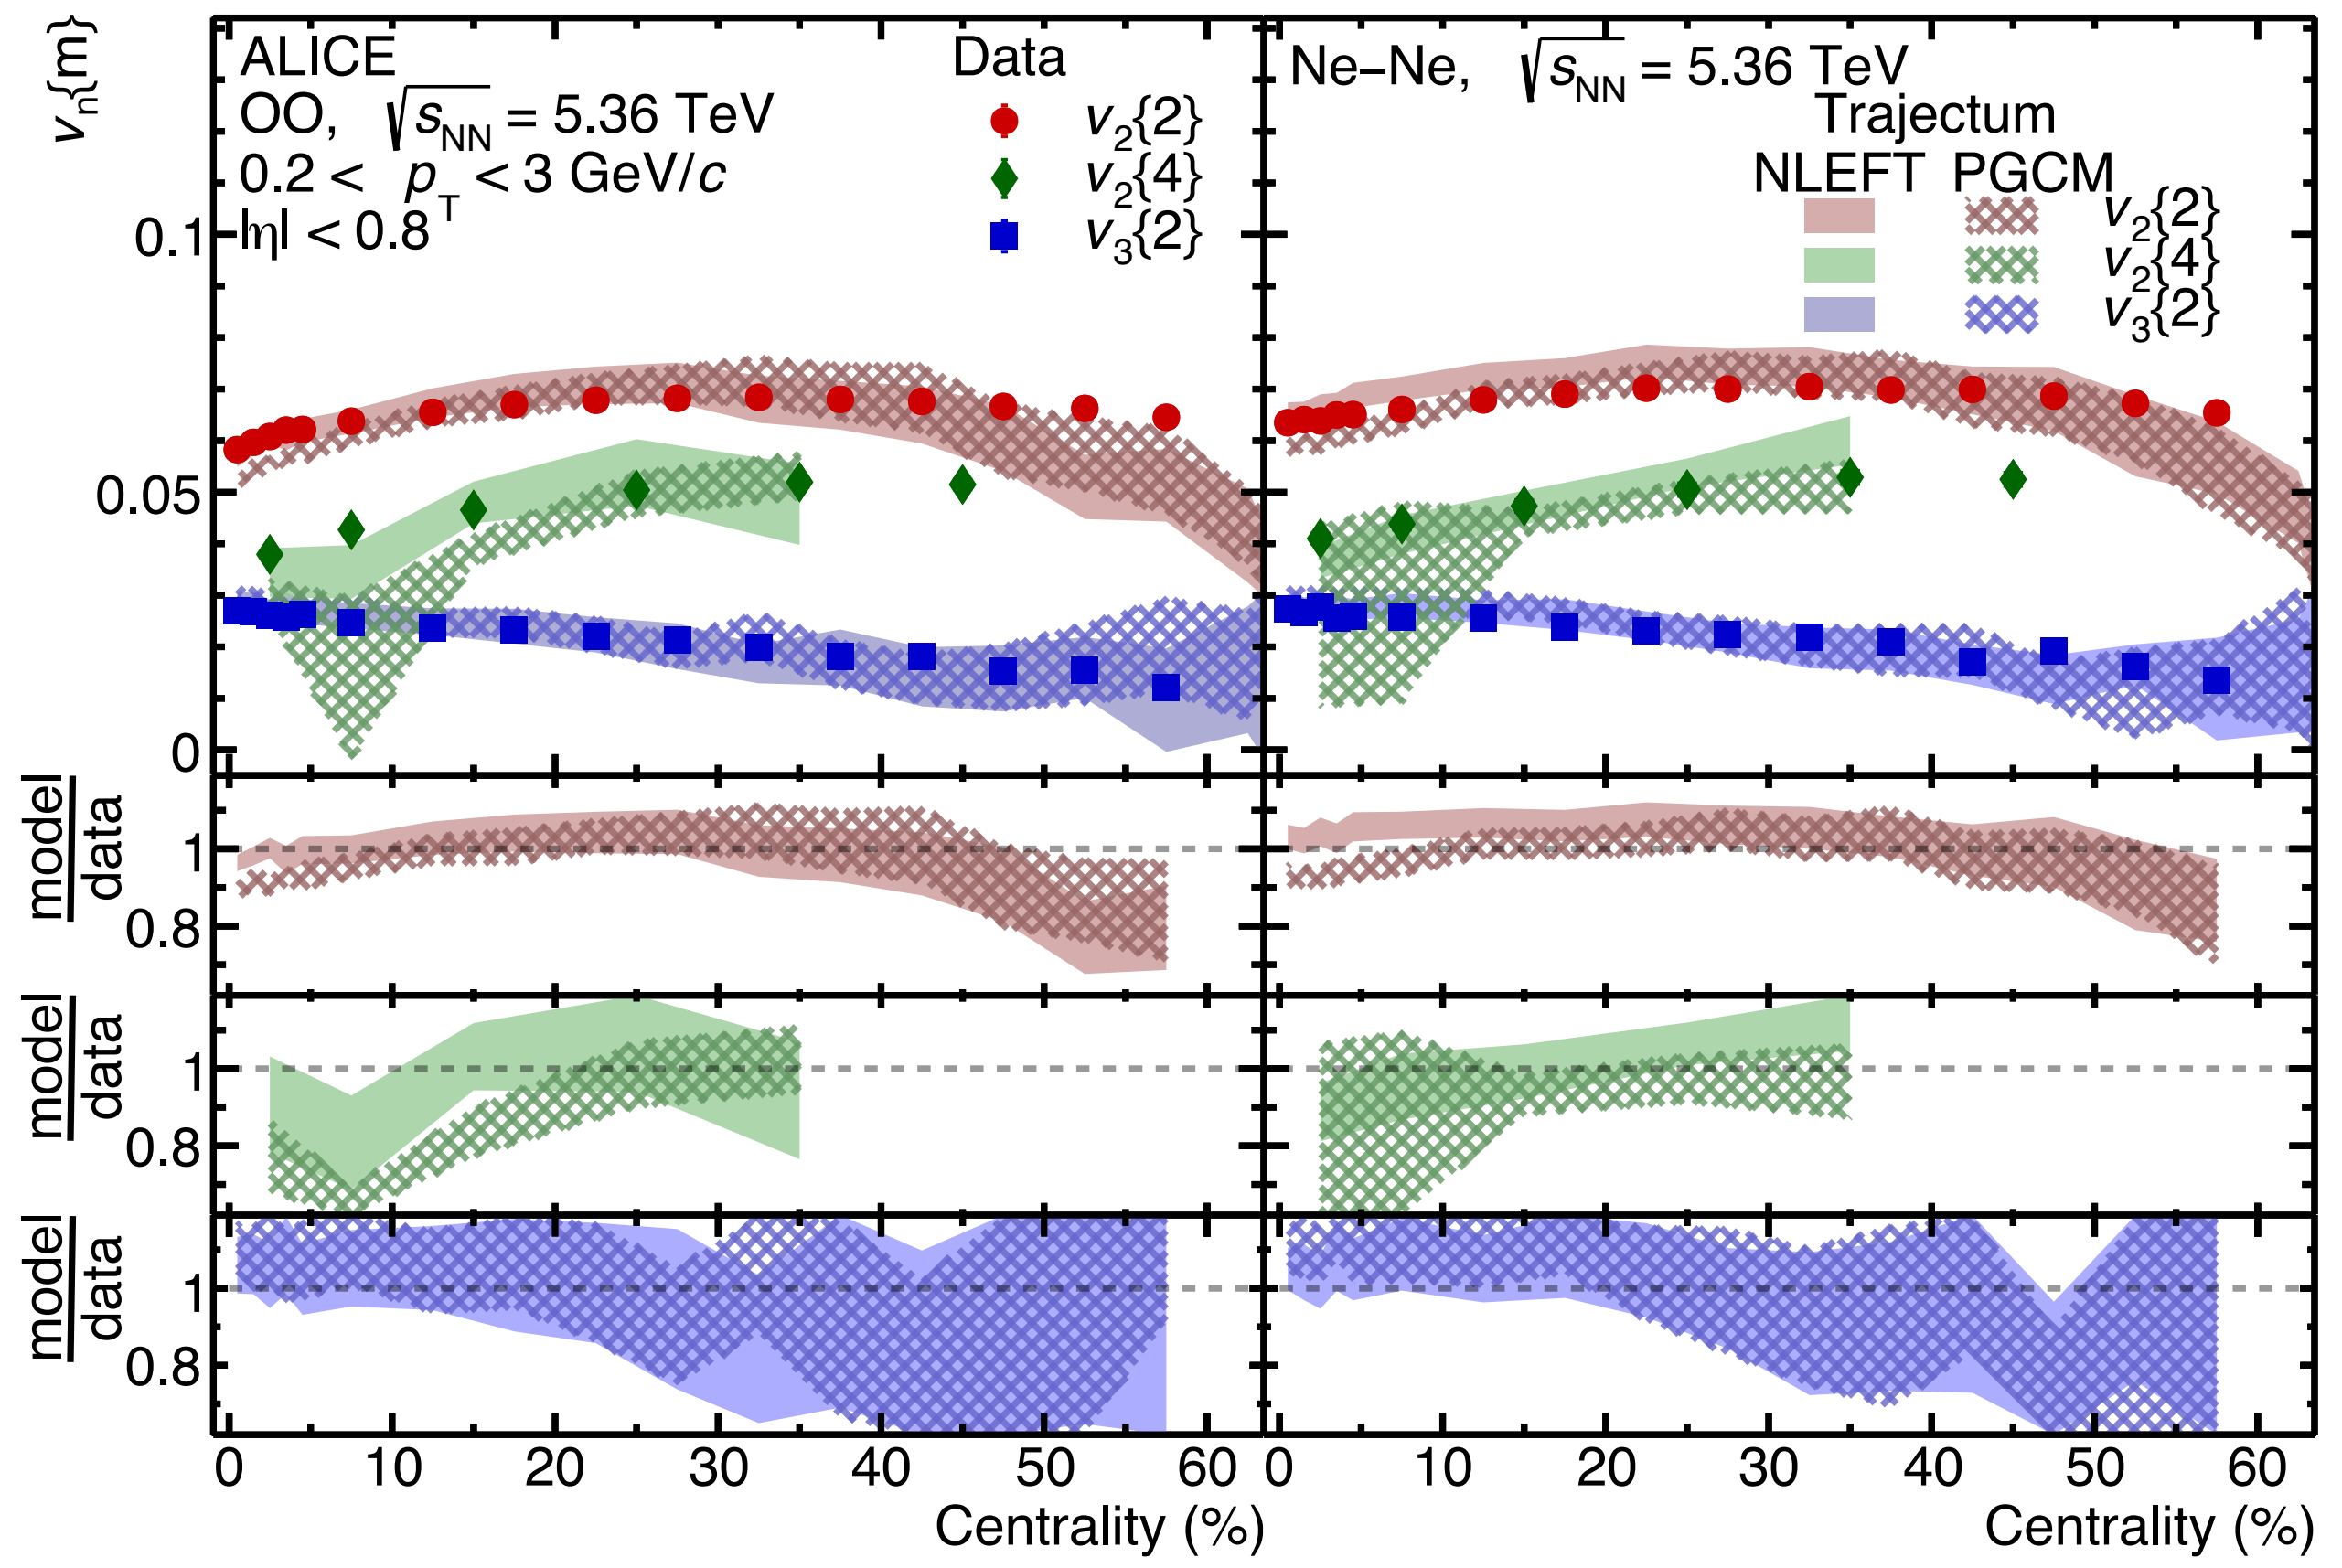 vn{m}
ALICE
OO, √sNN = 5.36 TeV
0.2 < pT < 3 GeV/c
|η| < 0.8
Data
v2{2}
v2{4}
v3{2}
Ne–Ne, √sNN = 5.36 TeV
Trajectum
NLEFT PGCM
v2{2}
v2{4}
v3{2}
0.1
0.05
0
model
data
1
0.8
model
data
1
0.8
model
data
1
0.8
0 10 20 30 40 50 60 0 10 20 30 40 50 60
Centrality (%) Centrality (%)